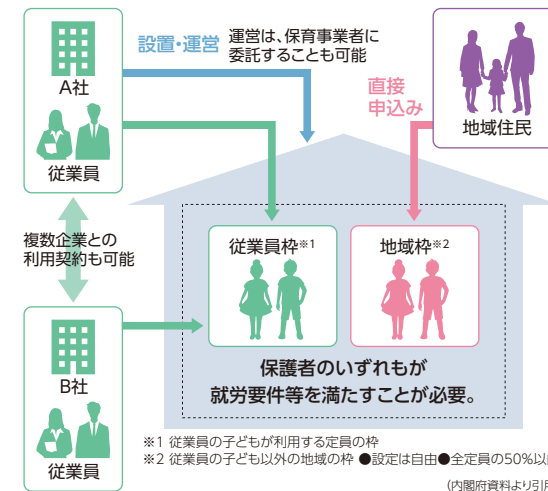 A社
従業員
設置・運営
運営は、保育事業者に
委託することも可能
直接
申込み
地域住民
複数企業との
利用契約も可能
従業員枠※1
地域枠※2
B社
従業員
保護者のいずれもが
就労要件等を満たすことが必要。
※1 従業員の子どもが利用する定員の枠
※2 従業員の子ども以外の地域の枠 ●設定は自由●全定員の50%以
(内閣府資料より引用